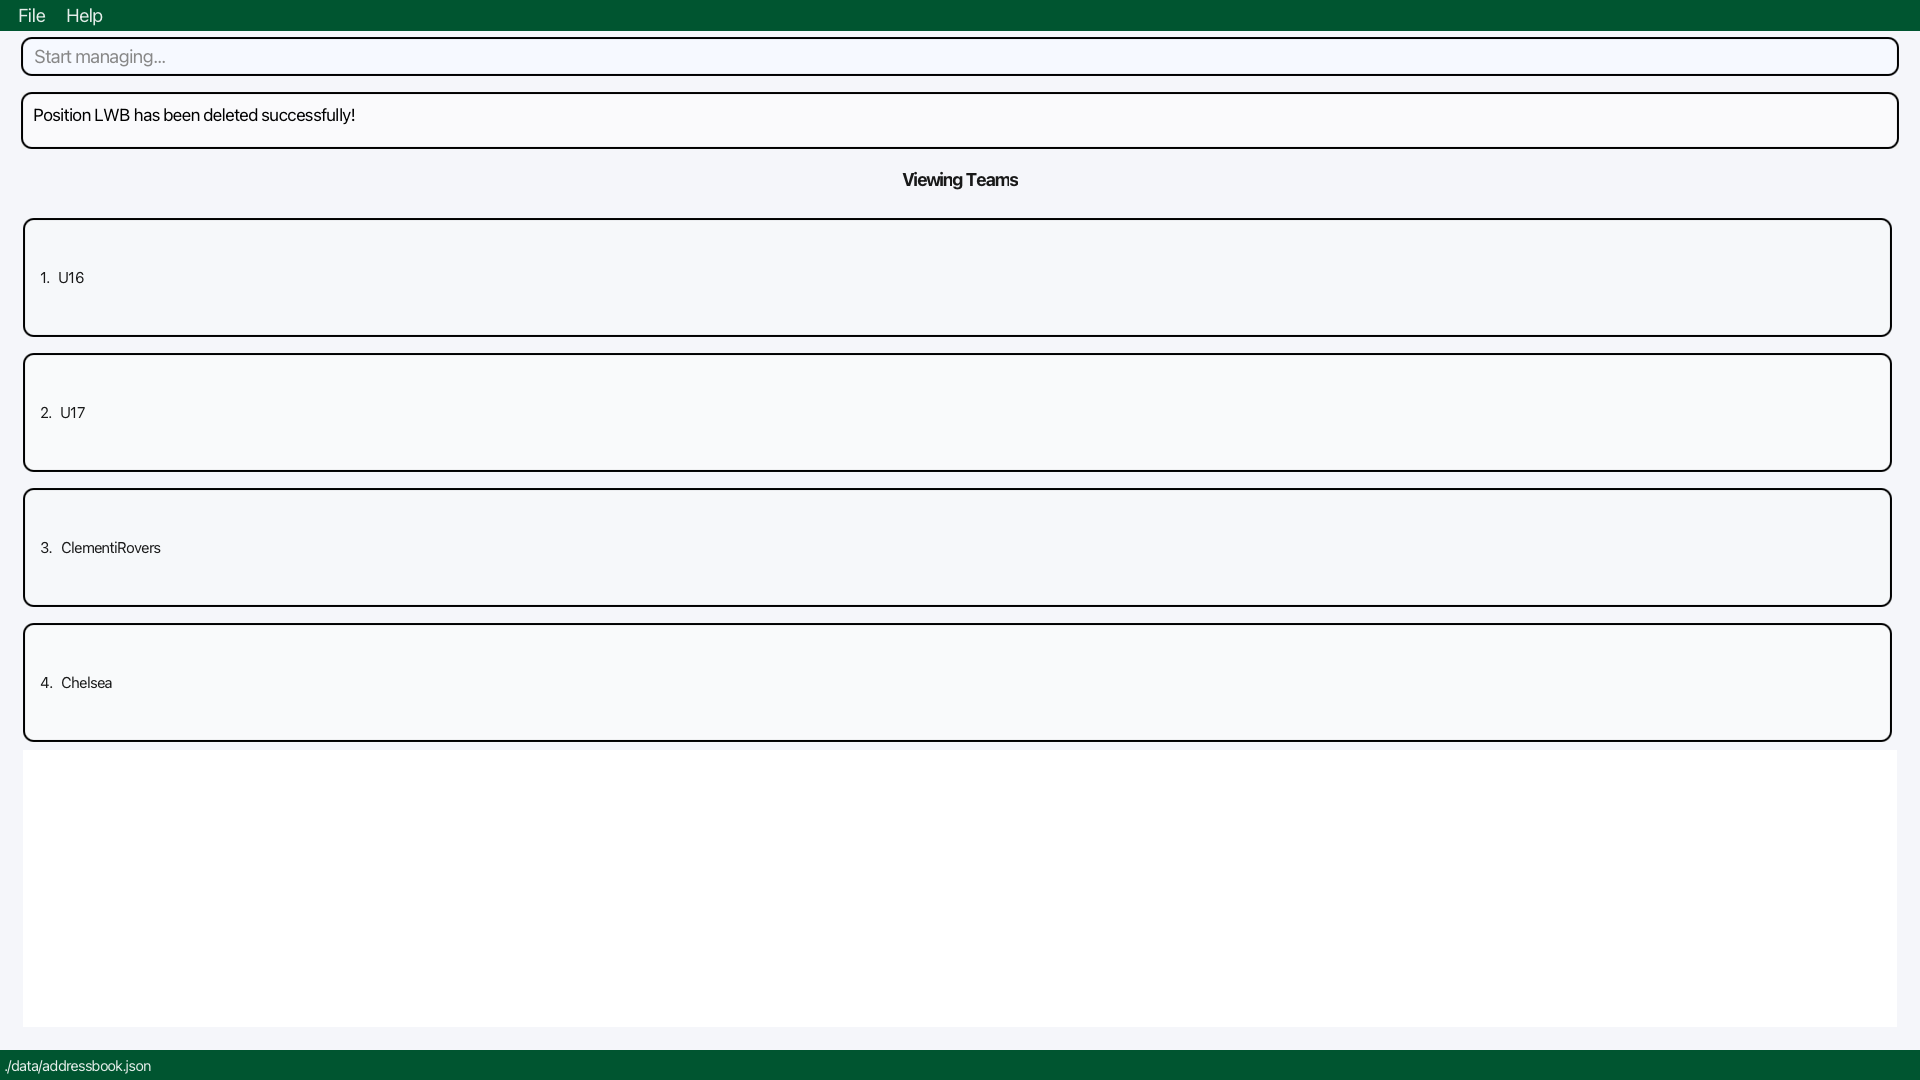 File Help
Start managing...
Position LWB has been deleted successfully!
Viewing Teams
1. U16
2. U17
3. ClementiRovers
4. Chelsea
./data/addressbook.json